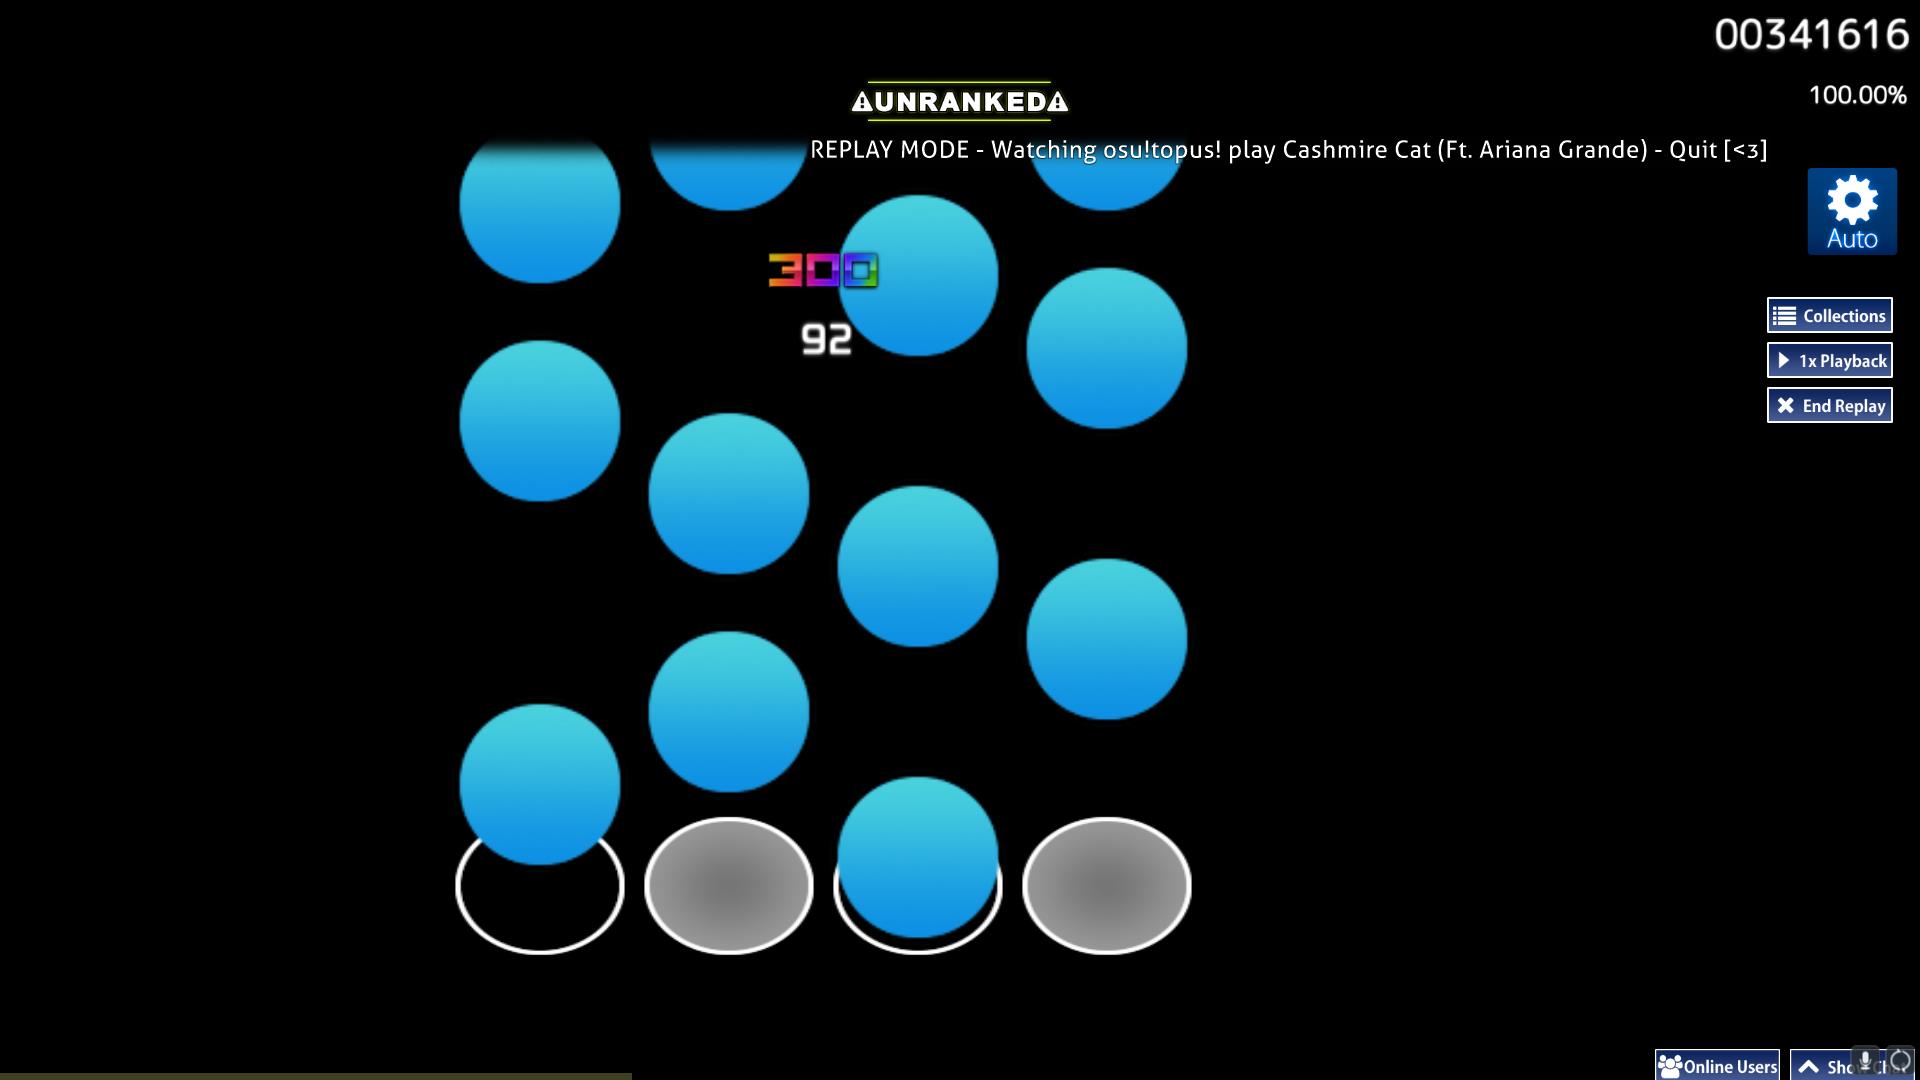 00341616
100.00%
UNRANKED
REPLAY MODE - Watching osu!topus! play Cashmire Cat (Ft. Ariana Grande) - Quit [<3]
Auto
300
92
Collections
1x Playback
End Replay
Online Users